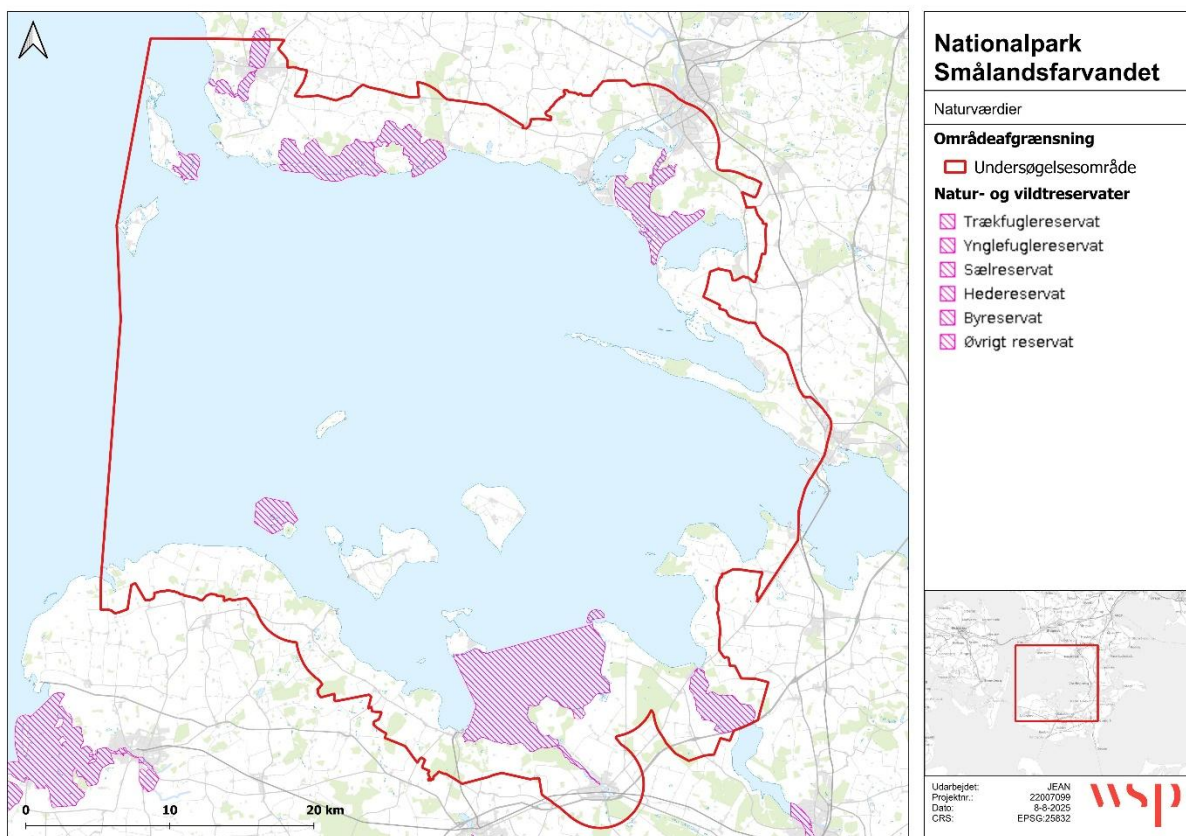 Nationalpark
Smålandsfarvandet
Naturværdier
Områdeafgrænsning
Undersøgelsesområde
Natur- og vildtreservater
Trækfuglereservat
Ynglefuglereservat
Sælreservat
Hedereservat
Byreservat
Øvrigt reservat
0 10 20 km
Udarbejdet: JEAN
Projektnr.: 22007099
Dato: 8-8-2025
CRS: EPSG:25832
wsp